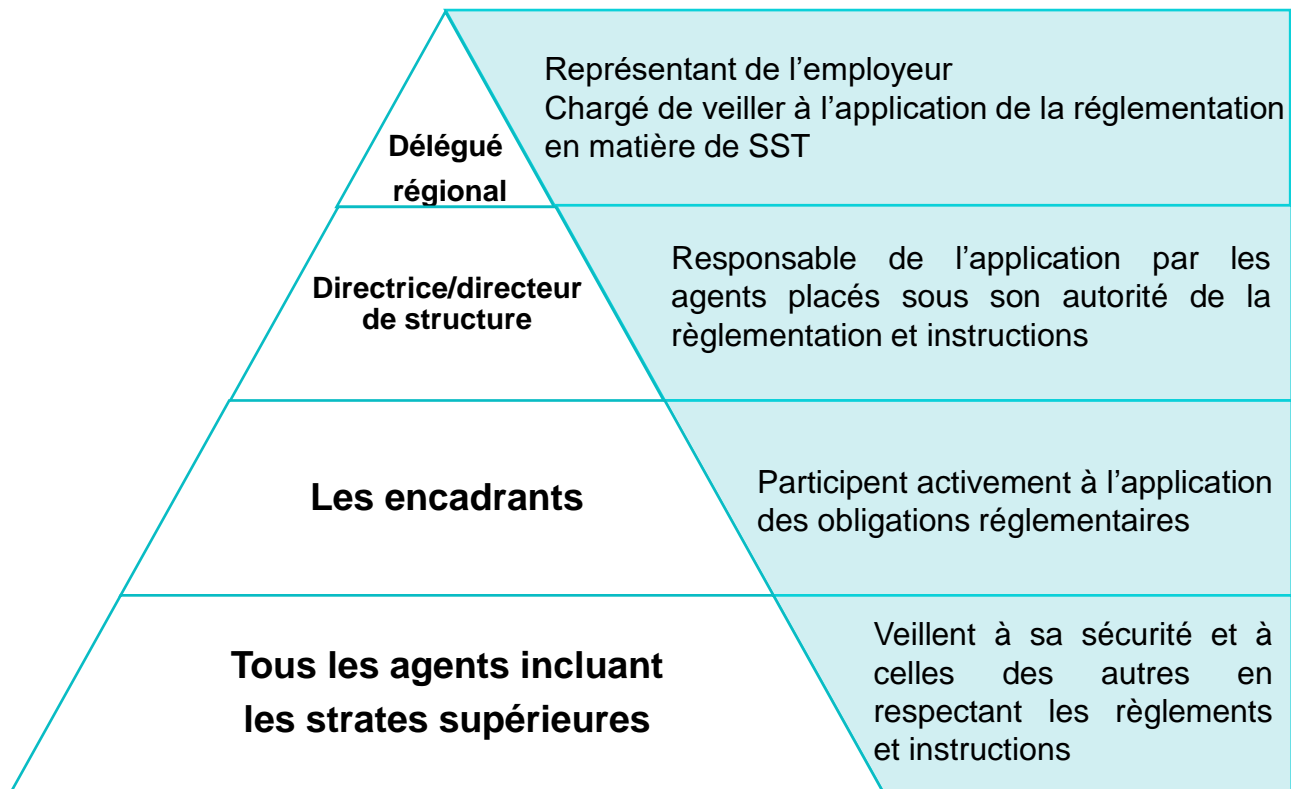 Délégué
régional
Représentant de l’employeur
Chargé de veiller à l’application de la réglementation
en matière de SST
Directrice/directeur
de structure
Responsable de l’application par les
agents placés sous son autorité de la
règlementation et instructions
Les encadrants
Participent activement à l’application
des obligations réglementaires
Tous les agents incluant
les strates supérieures
Veillent à sa sécurité et à
celles des autres en
respectant les règlements
et instructions